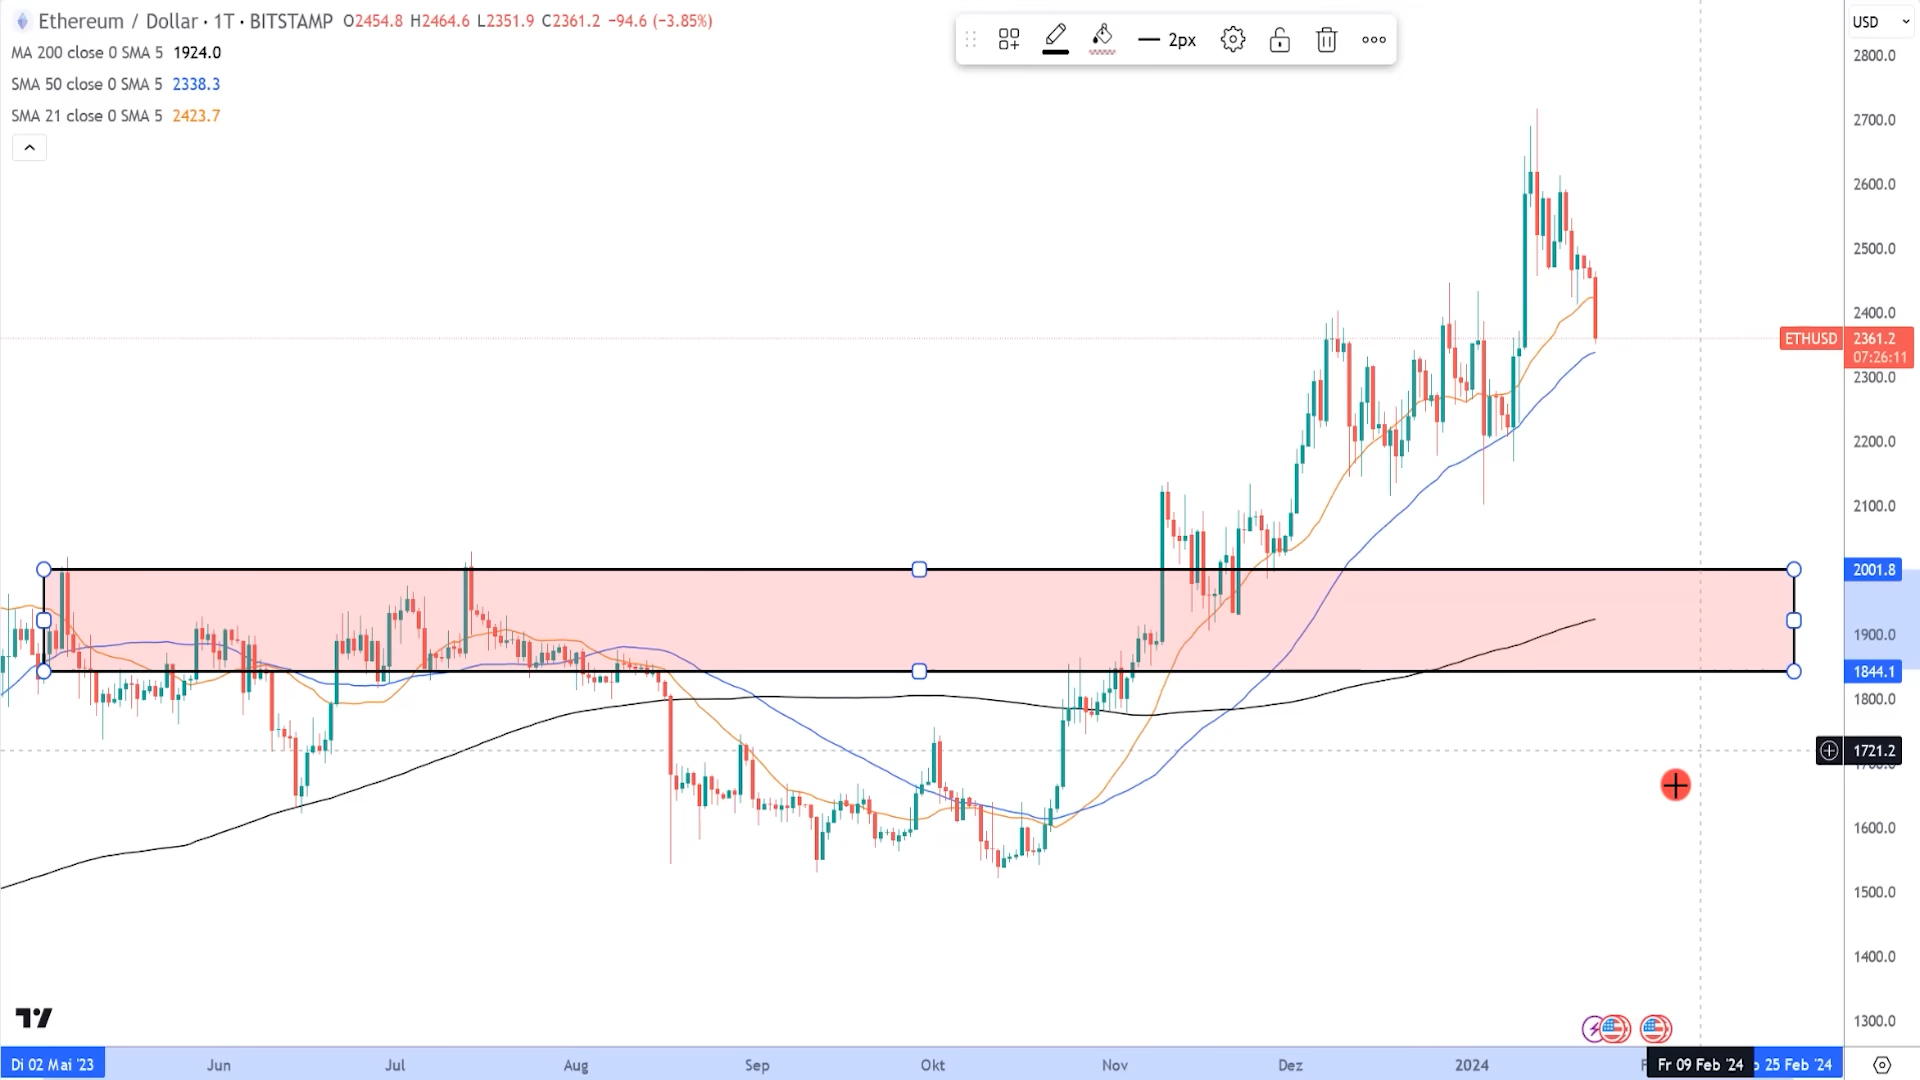 Ethereum / Dollar · 1T · BITSTAMP O2454.8 H2464.6 L2351.9 C2361.2 −94.6 (−3.85%)
MA 200 close 0 SMA 5 1924.0
SMA 50 close 0 SMA 5 2338.3
SMA 21 close 0 SMA 5 2423.7
2px
USD
2800.0
2700.0
2600.0
2500.0
2400.0
ETHUSD 2361.2
07:26:11
2300.0
2200.0
2100.0
2001.8
1900.0
1844.1
1800.0
1721.2
1600.0
1500.0
1400.0
1300.0
Di 02 Mai '23 Jun Jul Aug Sep Okt Nov Dez 2024 Fr 09 Feb '24 25 Feb '24